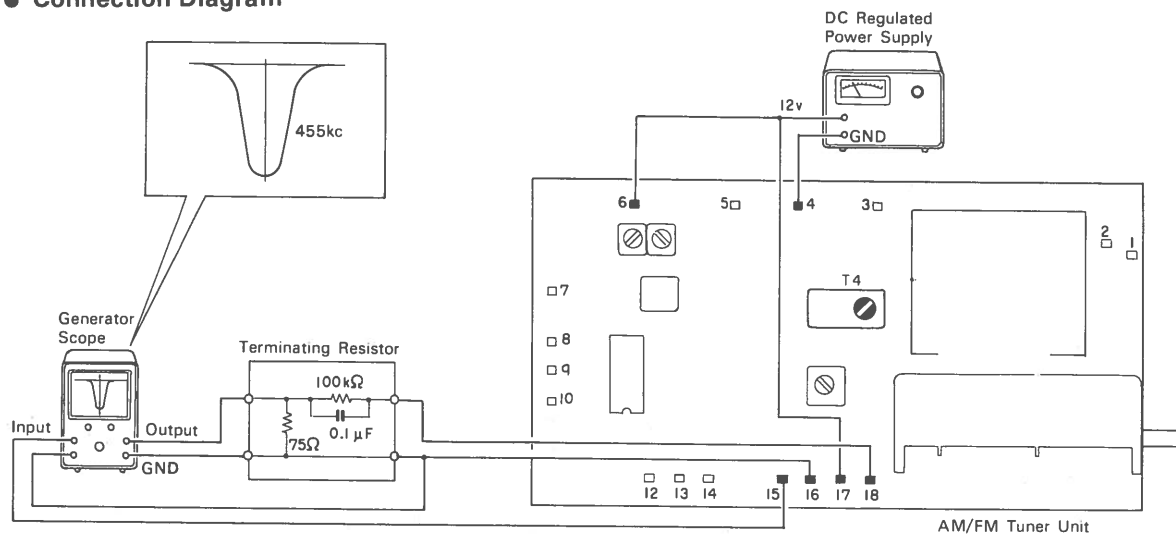 ● Connection Diagram
DC Regulated
Power Supply
455kc
12v
GND
6
5
4
3
2
1
T4
7
8
9
10
Generator
Scope
Terminating Resistor
100kΩ
0.1μF
75Ω
Input
Output
GND
12
13
14
15
16
17
18
AM/FM Tuner Unit